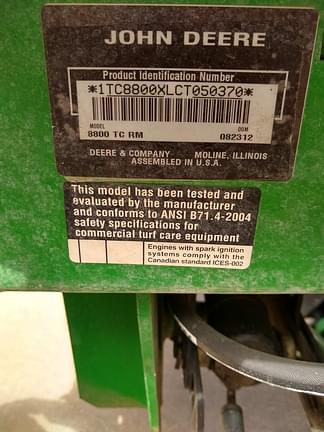 JOHN DEERE
Product Identification Number
*1TC8800XLCT050370*
MODEL DOM
8800 TC RM 082312
DEERE & COMPANY MOLINE, ILLINOIS
ASSEMBLED IN U.S.A.
This model has been tested and
evaluated by the manufacturer
and conforms to ANSI B71.4-2004
safety specifications for
commercial turf care equipment
Engines with spark ignition
systems comply with the
Canadian standard ICES-002